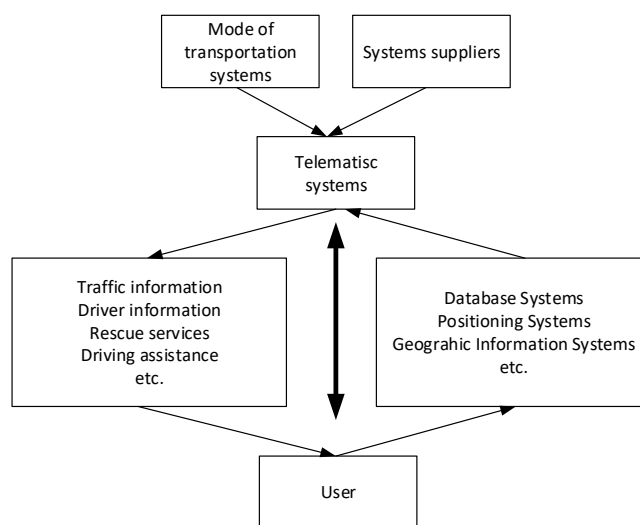 Mode of
transportation
systems
Systems suppliers
Telematisc
systems
Traffic information
Driver information
Rescue services
Driving assistance
etc.
Database Systems
Positioning Systems
Geograhic Information Systems
etc.
User